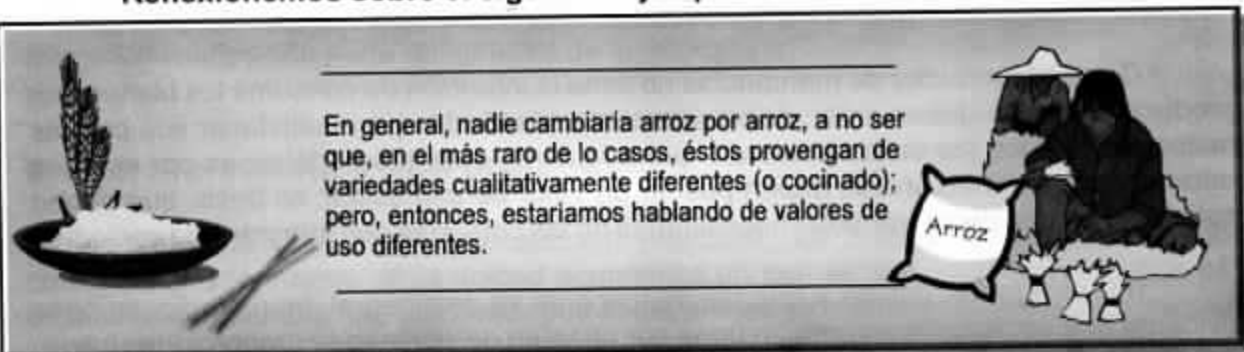 En general, nadie cambiaría arroz por arroz, a no ser
que, en el más raro de lo casos, éstos provengan de
variedades cualitativamente diferentes (o cocinado);
pero, entonces, estariamos hablando de valores de
uso diferentes.
Arroz